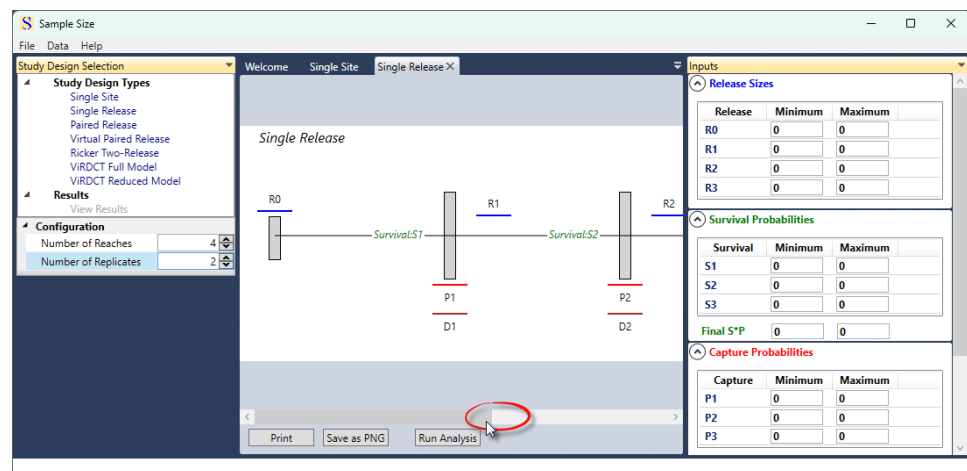 S Sample Size
File Data Help
Study Design Selection
Study Design Types
Single Site
Single Release
Paired Release
Virtual Paired Release
Ricker Two-Release
ViRDCT Full Model
ViRDCT Reduced Model
Results
View Results
Configuration
Number of Reaches 4
Number of Replicates 2
Welcome Single Site Single Release
Single Release
R0 R1 R2
Survival:S1 Survival:S2
P1 P2
D1 D2
Print Save as PNG Run Analysis
Inputs
Release Sizes
Release Minimum Maximum
R0 0 0
R1 0 0
R2 0 0
R3 0 0
Survival Probabilities
Survival Minimum Maximum
S1 0 0
S2 0 0
S3 0 0
Final S*P 0 0
Capture Probabilities
Capture Minimum Maximum
P1 0 0
P2 0 0
P3 0 0